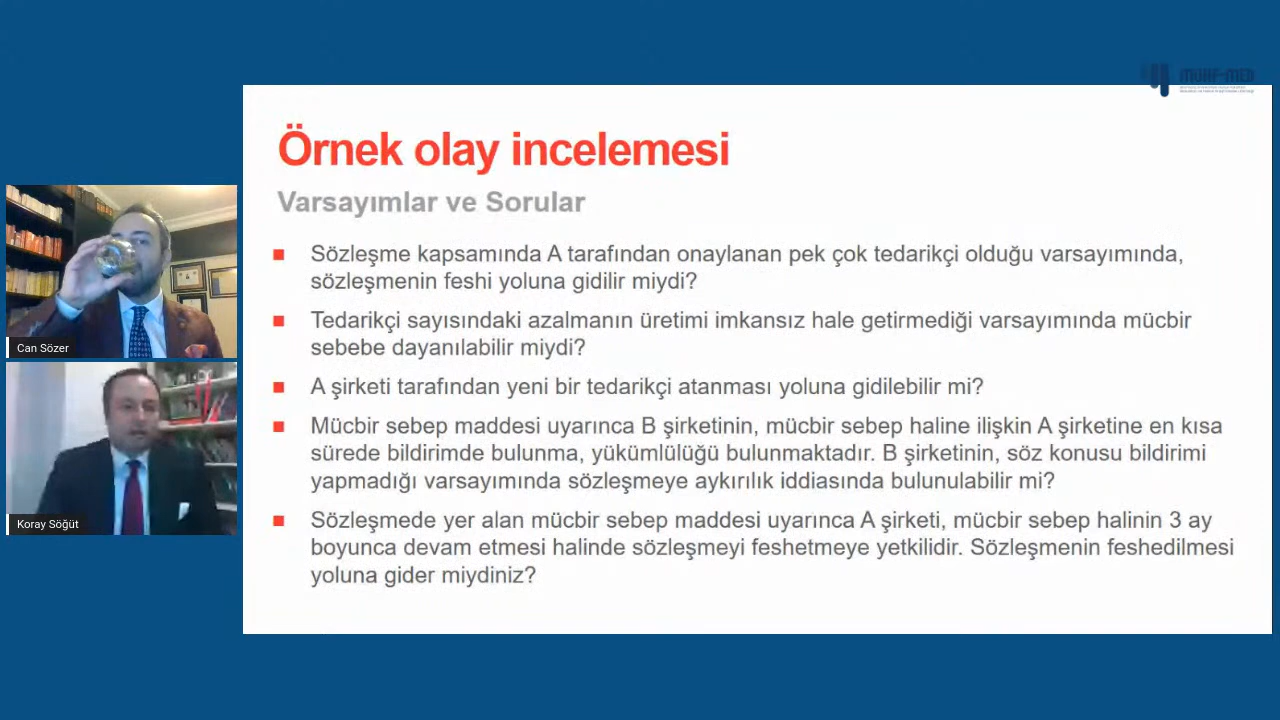 MÜHF-MED
Örnek olay incelemesi
Varsayımlar ve Sorular
Sözleşme kapsamında A tarafından onaylanan pek çok tedarikçi olduğu varsayımında,
sözleşmenin feshi yoluna gidilir miydi?
Tedarikçi sayısındaki azalmanın üretimi imkansız hale getirmediği varsayımında mücbir
sebebe dayanılabilir miydi?
A şirketi tarafından yeni bir tedarikçi atanması yoluna gidilebilir mi?
Mücbir sebep maddesi uyarınca B şirketinin, mücbir sebep haline ilişkin A şirketine en kısa
sürede bildirimde bulunma, yükümlülüğü bulunmaktadır. B şirketinin, söz konusu bildirimi
yapmadığı varsayımında sözleşmeye aykırılık iddiasında bulunulabilir mi?
Sözleşmede yer alan mücbir sebep maddesi uyarınca A şirketi, mücbir sebep halinin 3 ay
boyunca devam etmesi halinde sözleşmeyi feshetmeye yetkilidir. Sözleşmenin feshedilmesi
yoluna gider miydiniz?
Can Sözer
Koray Söğüt